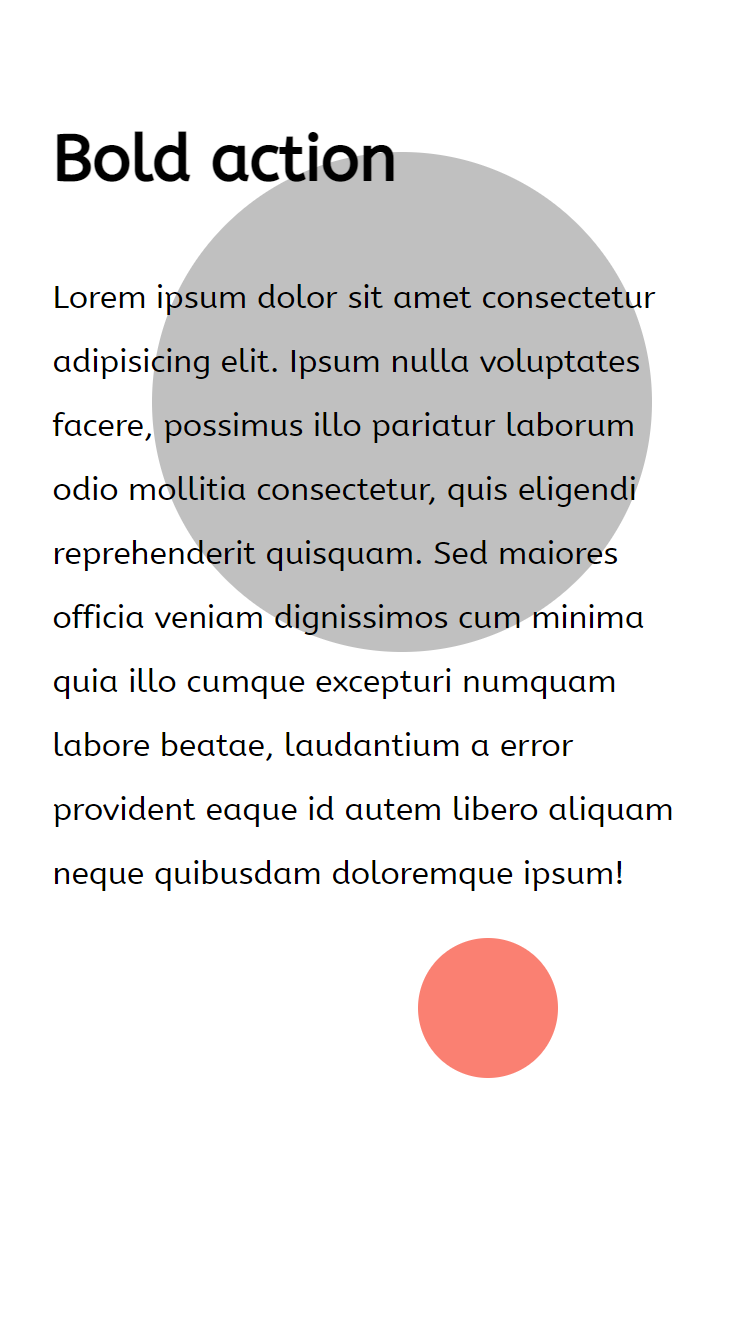 Bold action
Lorem ipsum dolor sit amet consectetur
adipisicing elit. Ipsum nulla voluptates
facere, possimus illo pariatur laborum
odio mollitia consectetur, quis eligendi
reprehenderit quisquam. Sed maiores
officia veniam dignissimos cum minima
quia illo cumque excepturi numquam
labore beatae, laudantium a error
provident eaque id autem libero aliquam
neque quibusdam doloremque ipsum!